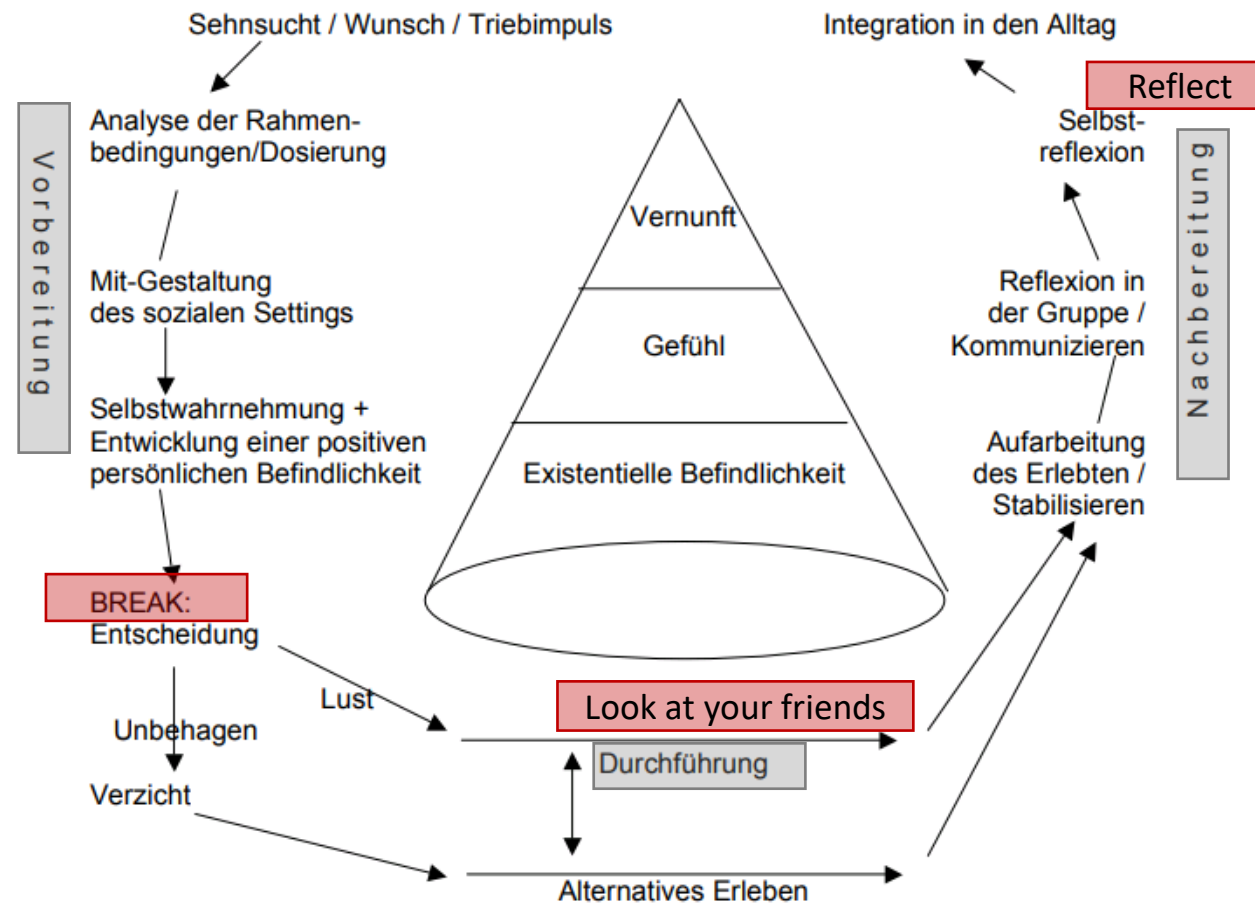 Sehnsucht / Wunsch / Triebimpuls
Vorbereitung
Analyse der Rahmen-
bedingungen/Dosierung
Mit-Gestaltung
des sozialen Settings
Selbstwahrnehmung +
Entwicklung einer positiven
persönlichen Befindlichkeit
BREAK:
Entscheidung
Lust
Unbehagen
Verzicht
Vernunft
Gefühl
Existentielle Befindlichkeit
Look at your friends
Durchführung
Alternatives Erleben
Integration in den Alltag
Reflect
Selbst-
reflexion
Nachbereitung
Reflexion in
der Gruppe /
Kommunizieren
Aufarbeitung
des Erlebten /
Stabilisieren